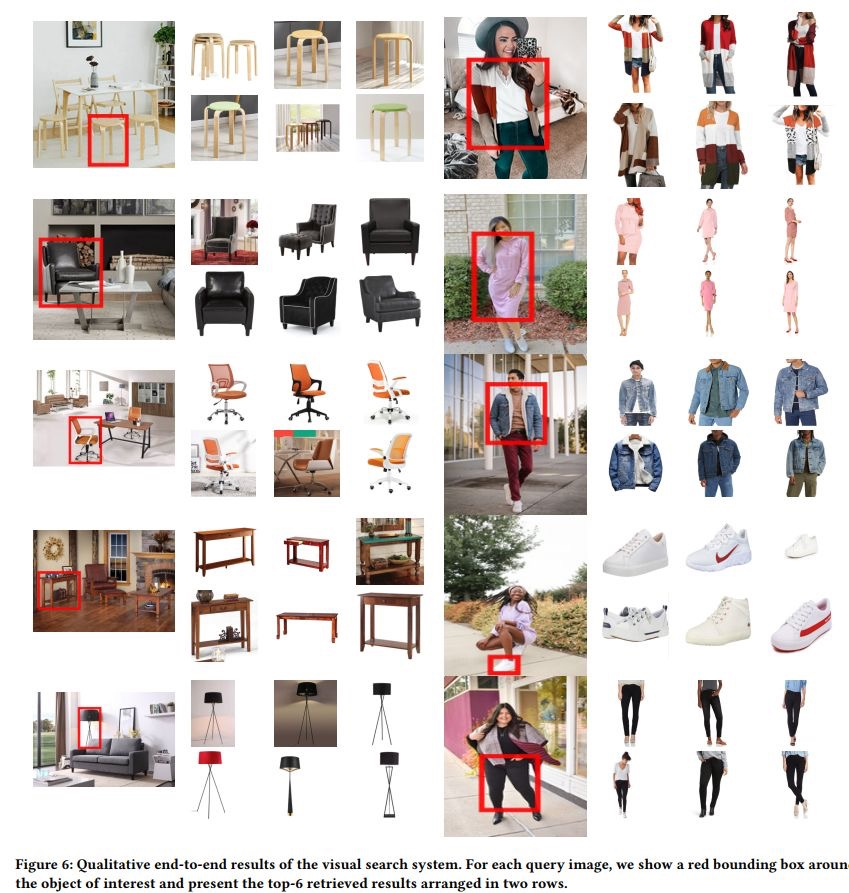 Figure 6: Qualitative end-to-end results of the visual search system. For each query image, we show a red bounding box aroun
the object of interest and present the top-6 retrieved results arranged in two rows.